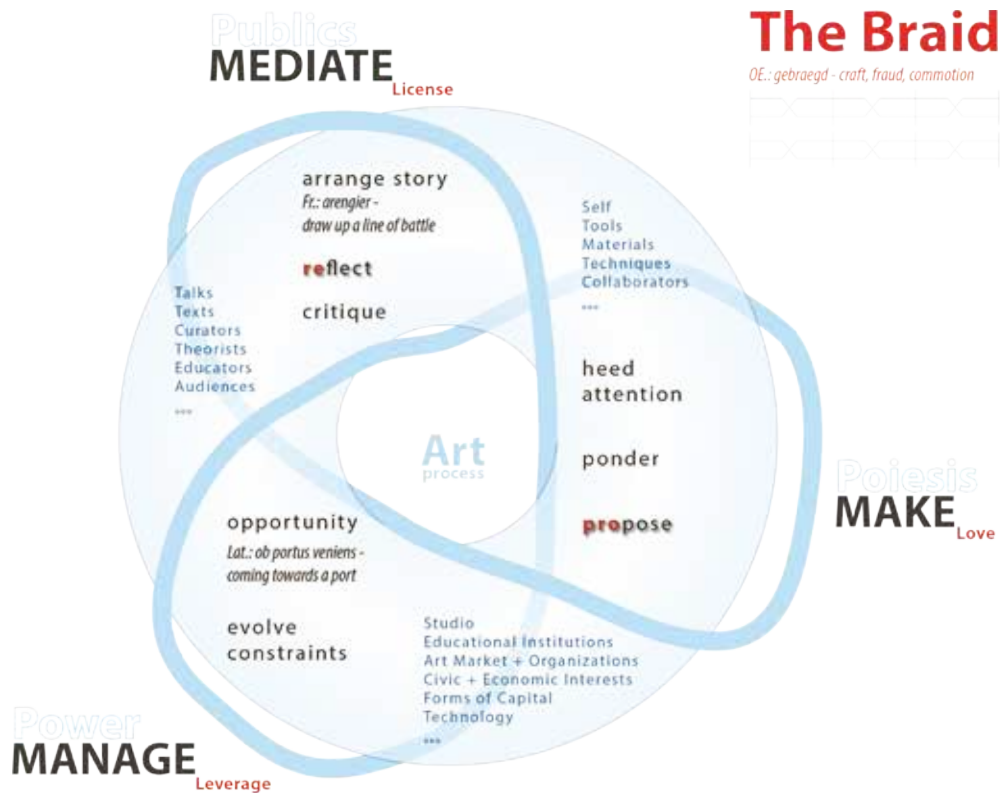 The Braid
OE.: gebraegd - craft, fraud, commotion
Publics
MEDIATE
License
arrange story
Fr.: arengier -
draw up a line of battle
reflect
critique
Talks
Texts
Curators
Theorists
Educators
Audiences
...
Self
Tools
Materials
Techniques
Collaborators
...
heed
attention
ponder
propose
Poiesis
MAKE
Love
Art
process
opportunity
Lat.: ob portus veniens -
coming towards a port
evolve
constraints
Studio
Educational Institutions
Art Market + Organizations
Civic + Economic Interests
Forms of Capital
Technology
...
Power
MANAGE
Leverage